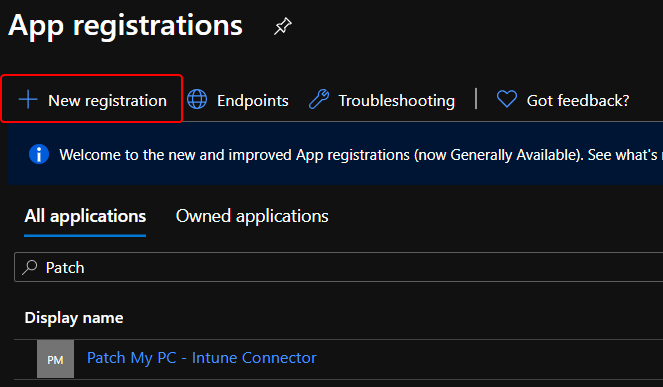 App registrations
New registration
Endpoints
Troubleshooting
Got feedback?
Welcome to the new and improved App registrations (now Generally Available). See what's
All applications
Owned applications
Patch
Display name
PM
Patch My PC - Intune Connector